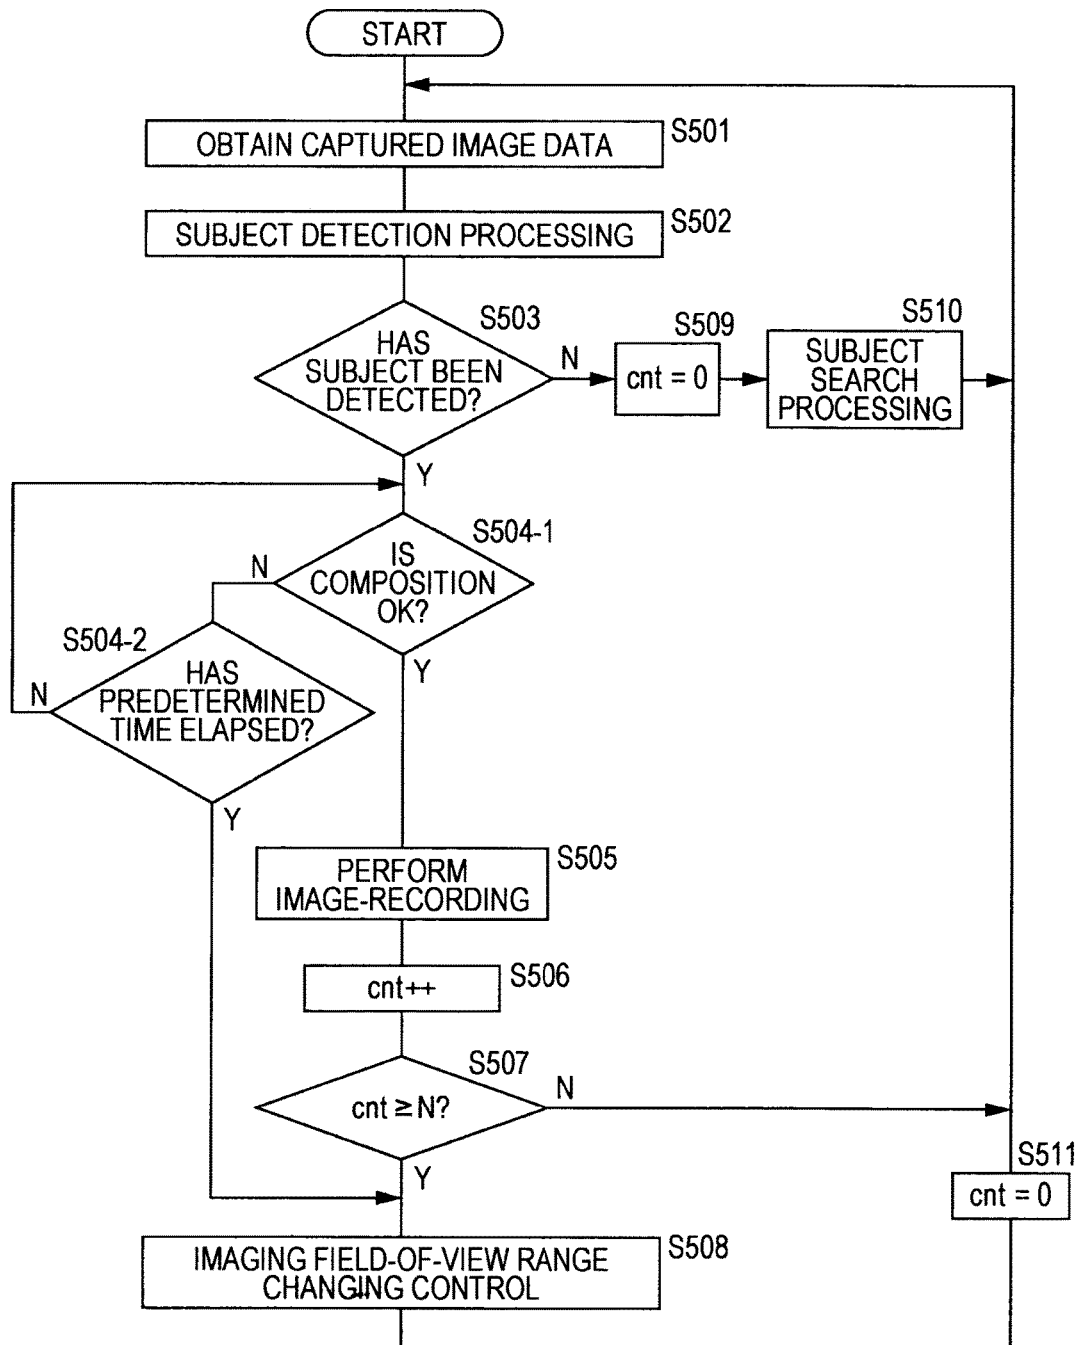 START
OBTAIN CAPTURED IMAGE DATA
S501
SUBJECT DETECTION PROCESSING
S502
HAS
SUBJECT BEEN
DETECTED?
S503
N
Y
S509
cnt = 0
S510
SUBJECT
SEARCH
PROCESSING
S504-1
IS
COMPOSITION
OK?
N
Y
S504-2
HAS
PREDETERMINED
TIME ELAPSED?
N
Y
S505
PERFORM
IMAGE-RECORDING
S506
cnt++
S507
cnt ≧ N?
N
Y
S511
cnt = 0
S508
IMAGING FIELD-OF-VIEW RANGE
CHANGING CONTROL